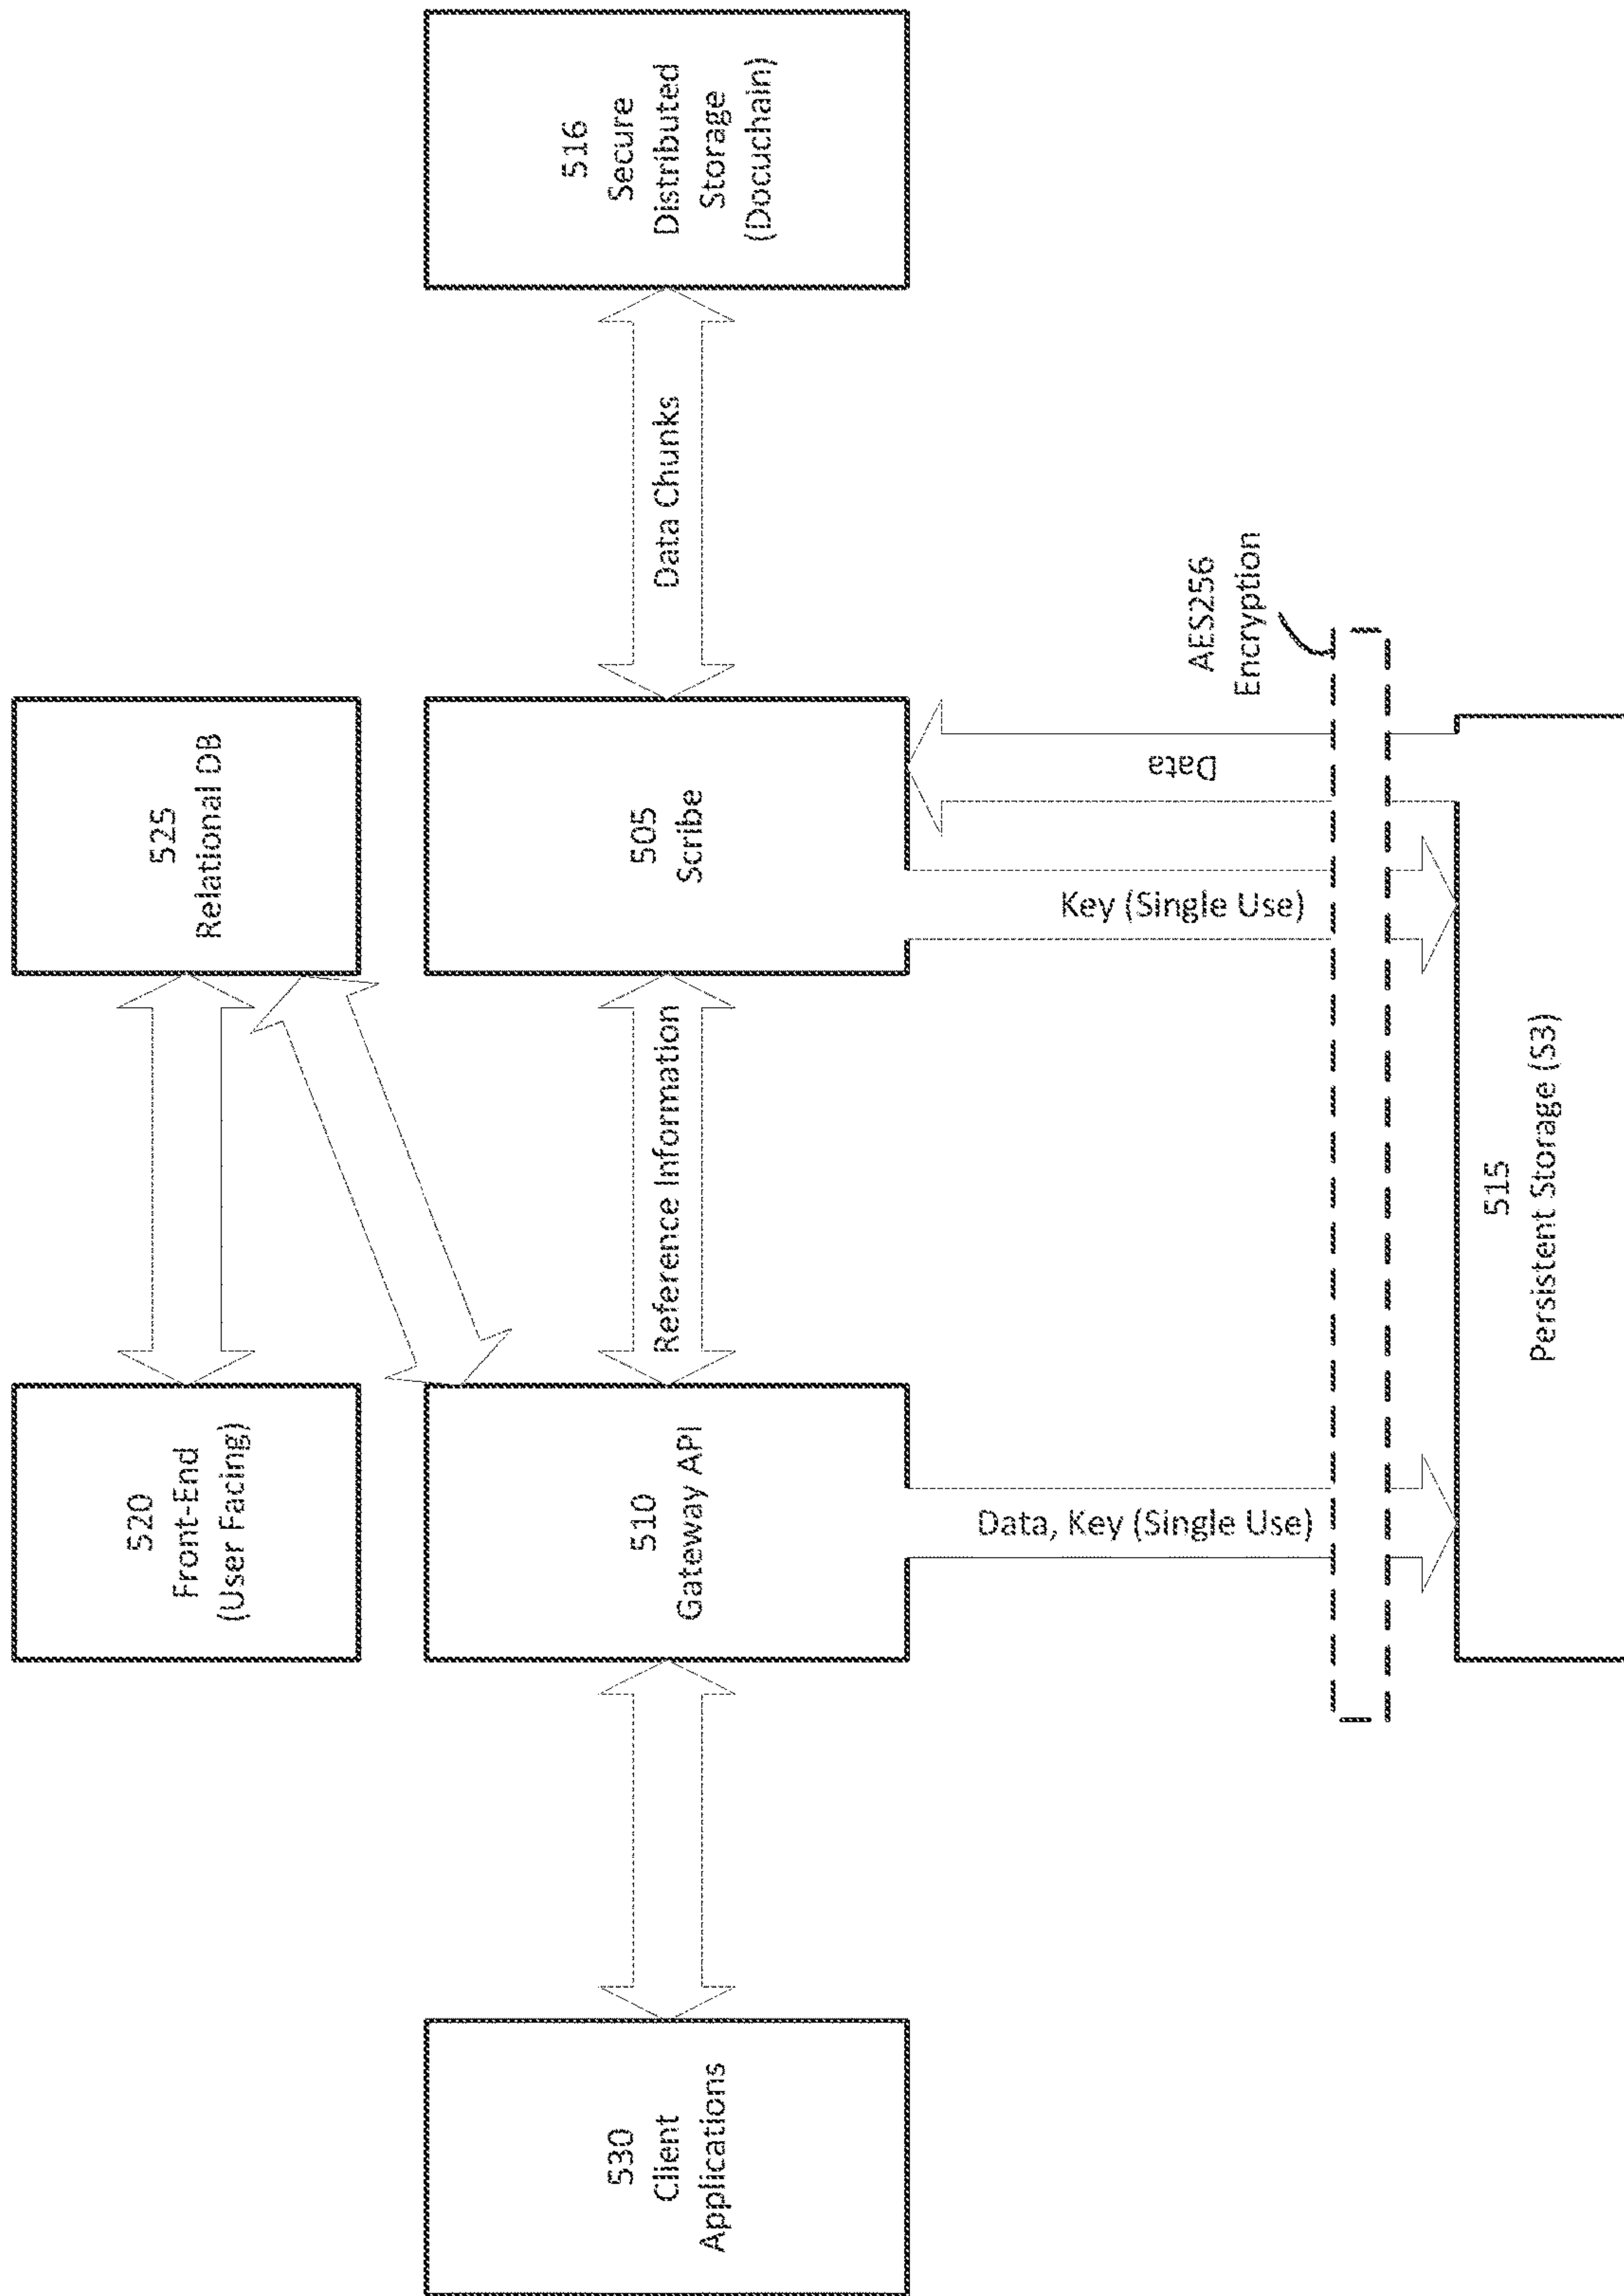 520
Front-End
(User Facing)
525
Relational DB
530
Client
Applications
510
Gateway API
Reference Information
505
Scribe
Data Chunks
516
Secure
Distributed
Storage
(Docuchain)
Data, Key (Single Use)
Key (Single Use)
Data
AES256
Encryption
515
Persistent Storage (S3)